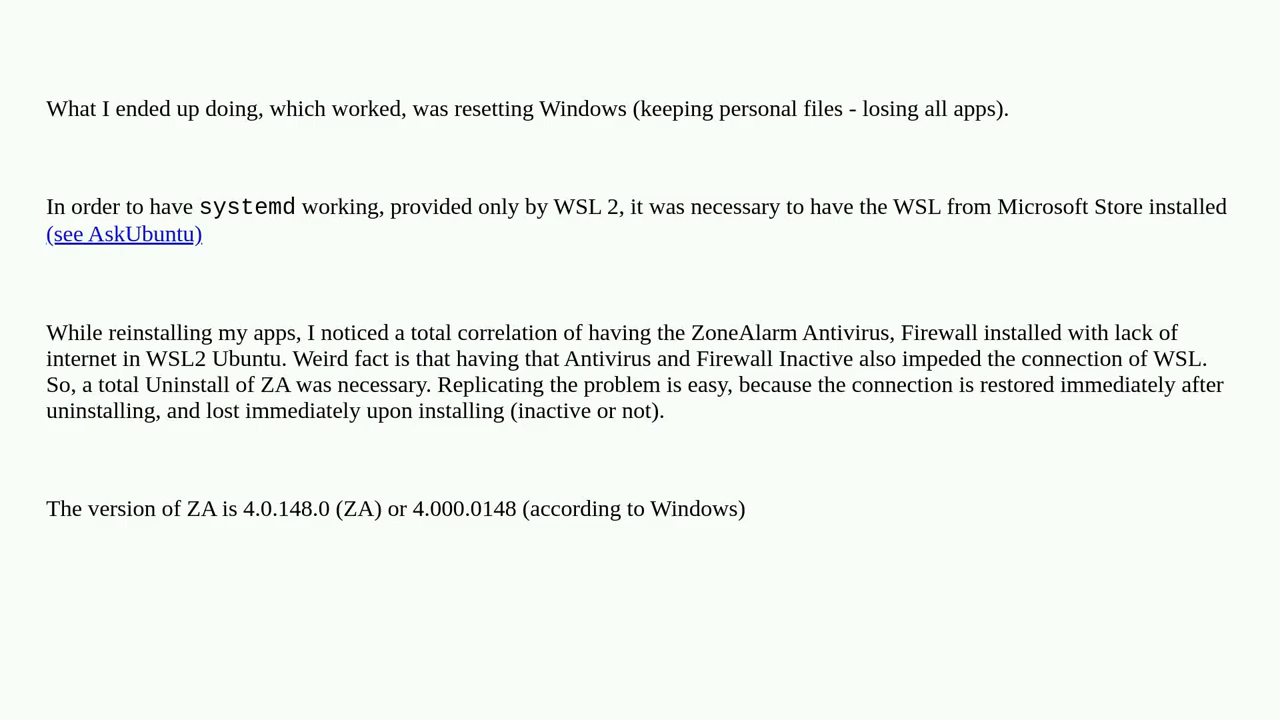 What I ended up doing, which worked, was resetting Windows (keeping personal files - losing all apps).
In order to have systemd working, provided only by WSL 2, it was necessary to have the WSL from Microsoft Store installed
(see AskUbuntu)
While reinstalling my apps, I noticed a total correlation of having the ZoneAlarm Antivirus, Firewall installed with lack of
internet in WSL2 Ubuntu. Weird fact is that having that Antivirus and Firewall Inactive also impeded the connection of WSL.
So, a total Uninstall of ZA was necessary. Replicating the problem is easy, because the connection is restored immediately after
uninstalling, and lost immediately upon installing (inactive or not).
The version of ZA is 4.0.148.0 (ZA) or 4.000.0148 (according to Windows)